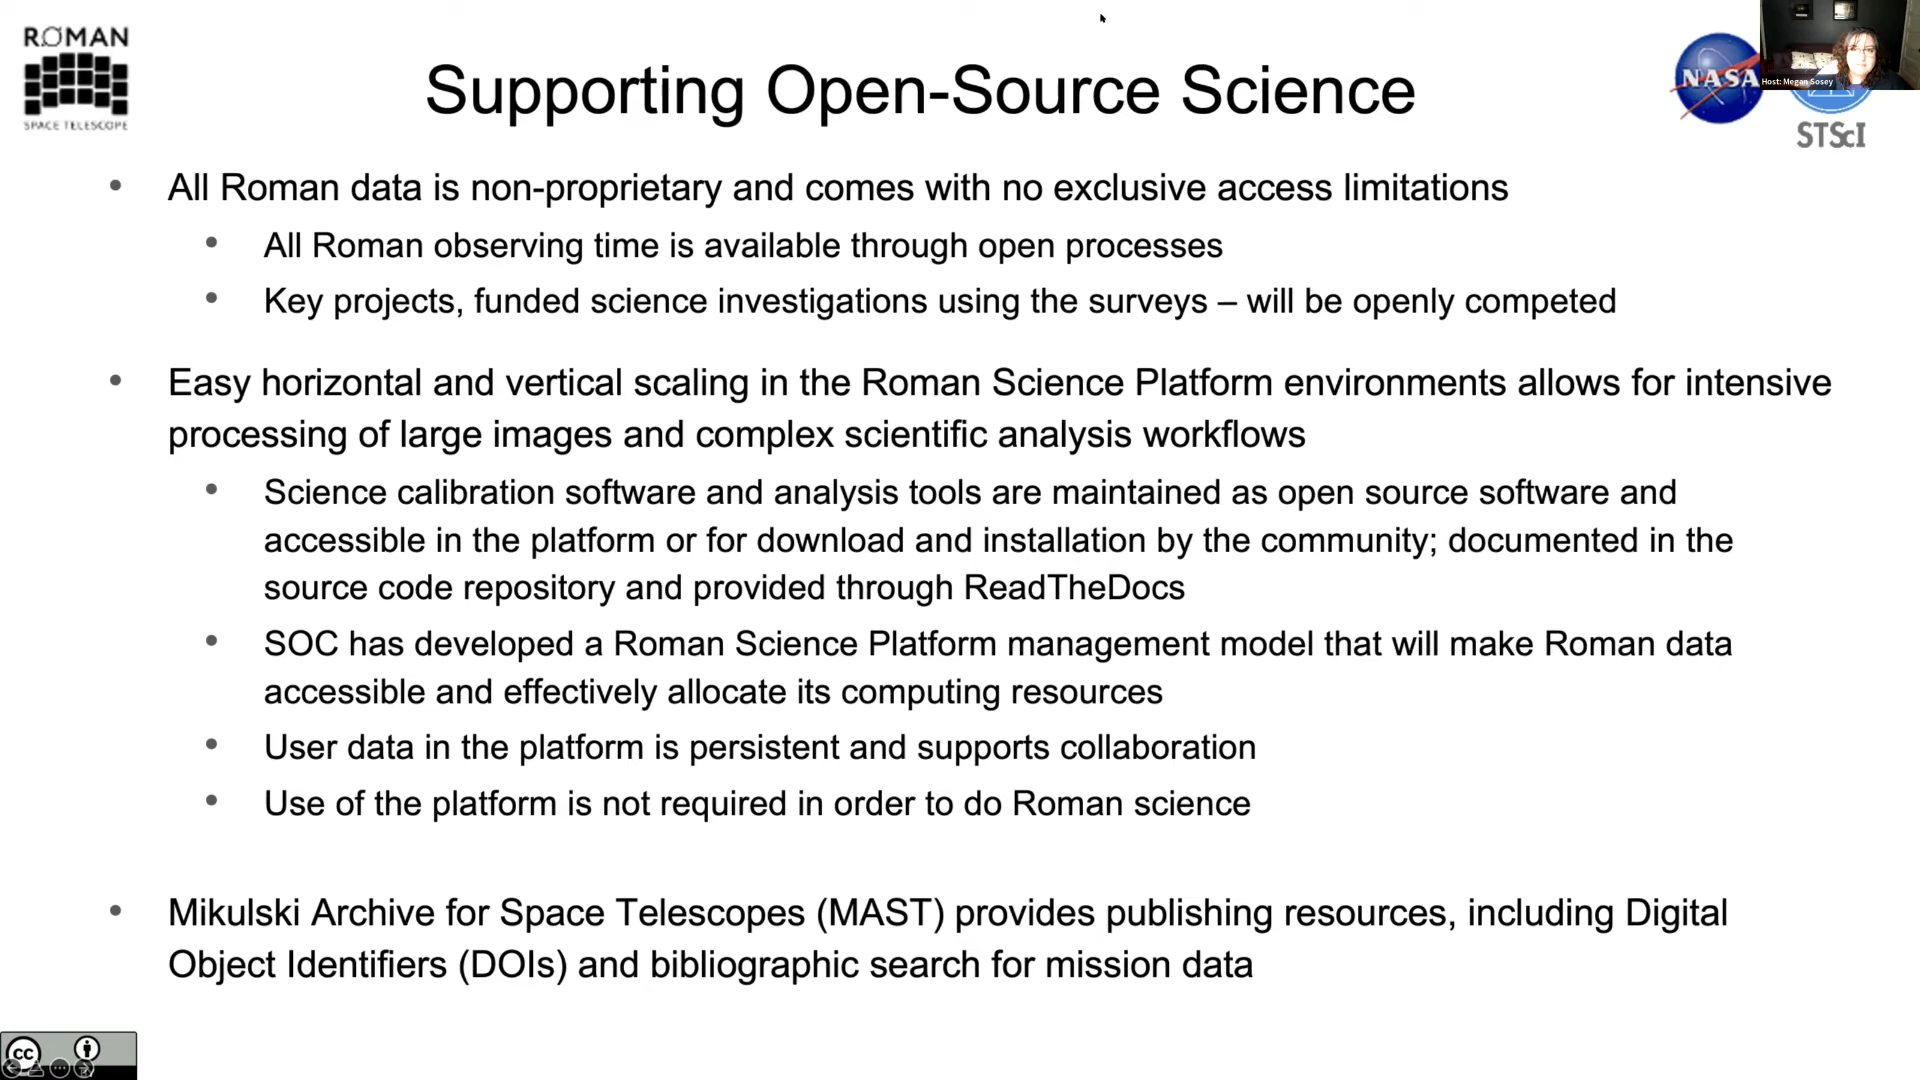 ROMAN
SPACE TELESCOPE
Supporting Open-Source Science
NASA
Host: Megan Sosey
STScI
• All Roman data is non-proprietary and comes with no exclusive access limitations
• All Roman observing time is available through open processes
• Key projects, funded science investigations using the surveys – will be openly competed
• Easy horizontal and vertical scaling in the Roman Science Platform environments allows for intensive
processing of large images and complex scientific analysis workflows
• Science calibration software and analysis tools are maintained as open source software and
accessible in the platform or for download and installation by the community; documented in the
source code repository and provided through ReadTheDocs
• SOC has developed a Roman Science Platform management model that will make Roman data
accessible and effectively allocate its computing resources
• User data in the platform is persistent and supports collaboration
• Use of the platform is not required in order to do Roman science
• Mikulski Archive for Space Telescopes (MAST) provides publishing resources, including Digital
Object Identifiers (DOIs) and bibliographic search for mission data
cc